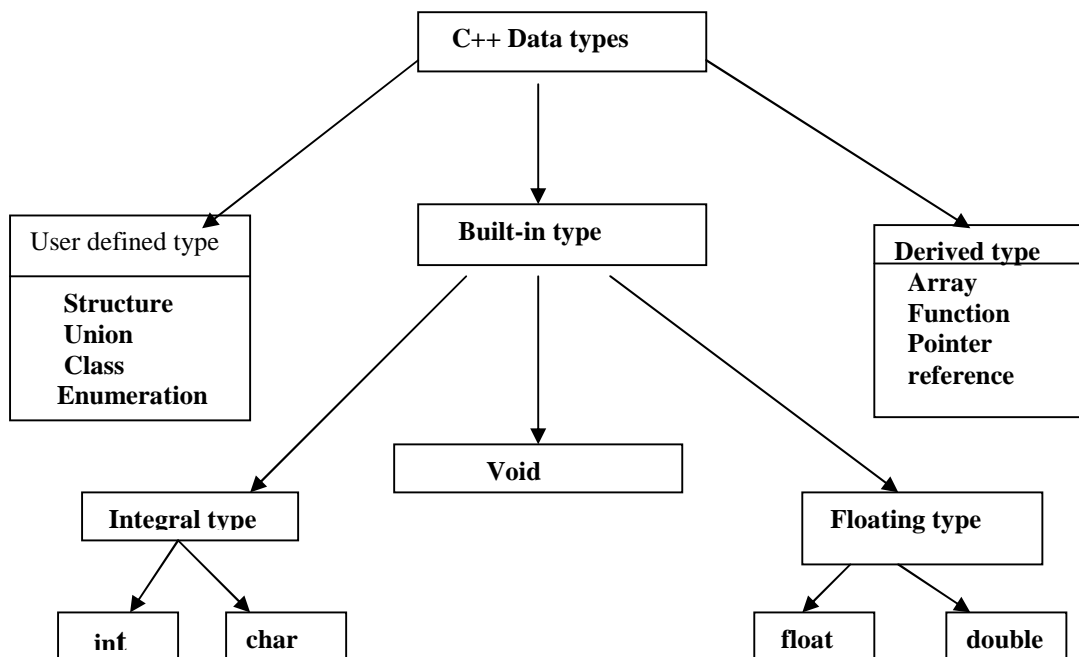 C++ Data types
User defined type
Structure
Union
Class
Enumeration
Built-in type
Derived type
Array
Function
Pointer
reference
Void
Integral type
Floating type
int
char
float
double